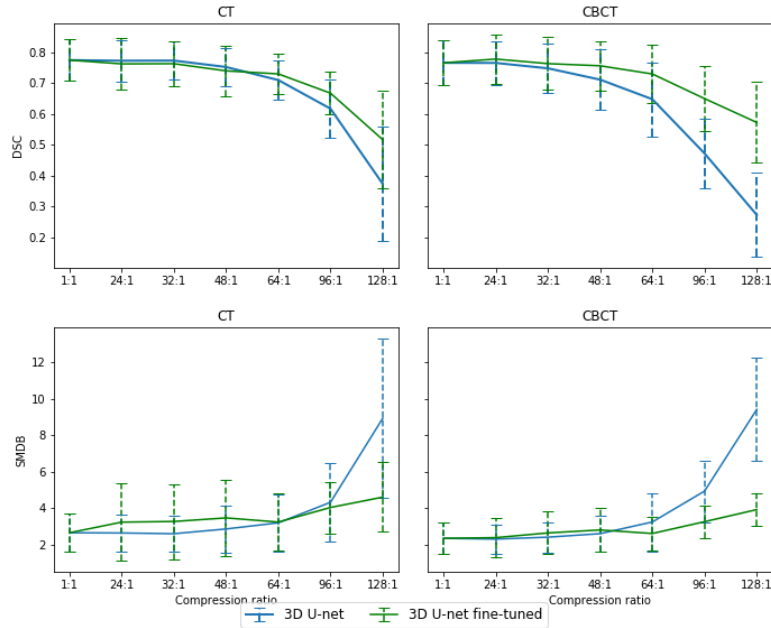 CT
CBCT
0.8
0.7
0.6
0.5
0.4
0.3
0.2
DSC
1:1 24:1 32:1 48:1 64:1 96:1 128:1
1:1 24:1 32:1 48:1 64:1 96:1 128:1
CT
CBCT
12
10
8
6
4
2
SMDB
1:1 24:1 32:1 48:1 64:1 96:1 128:1
1:1 24:1 32:1 48:1 64:1 96:1 128:1
Compression ratio
Compression ratio
3D U-net
3D U-net fine-tuned